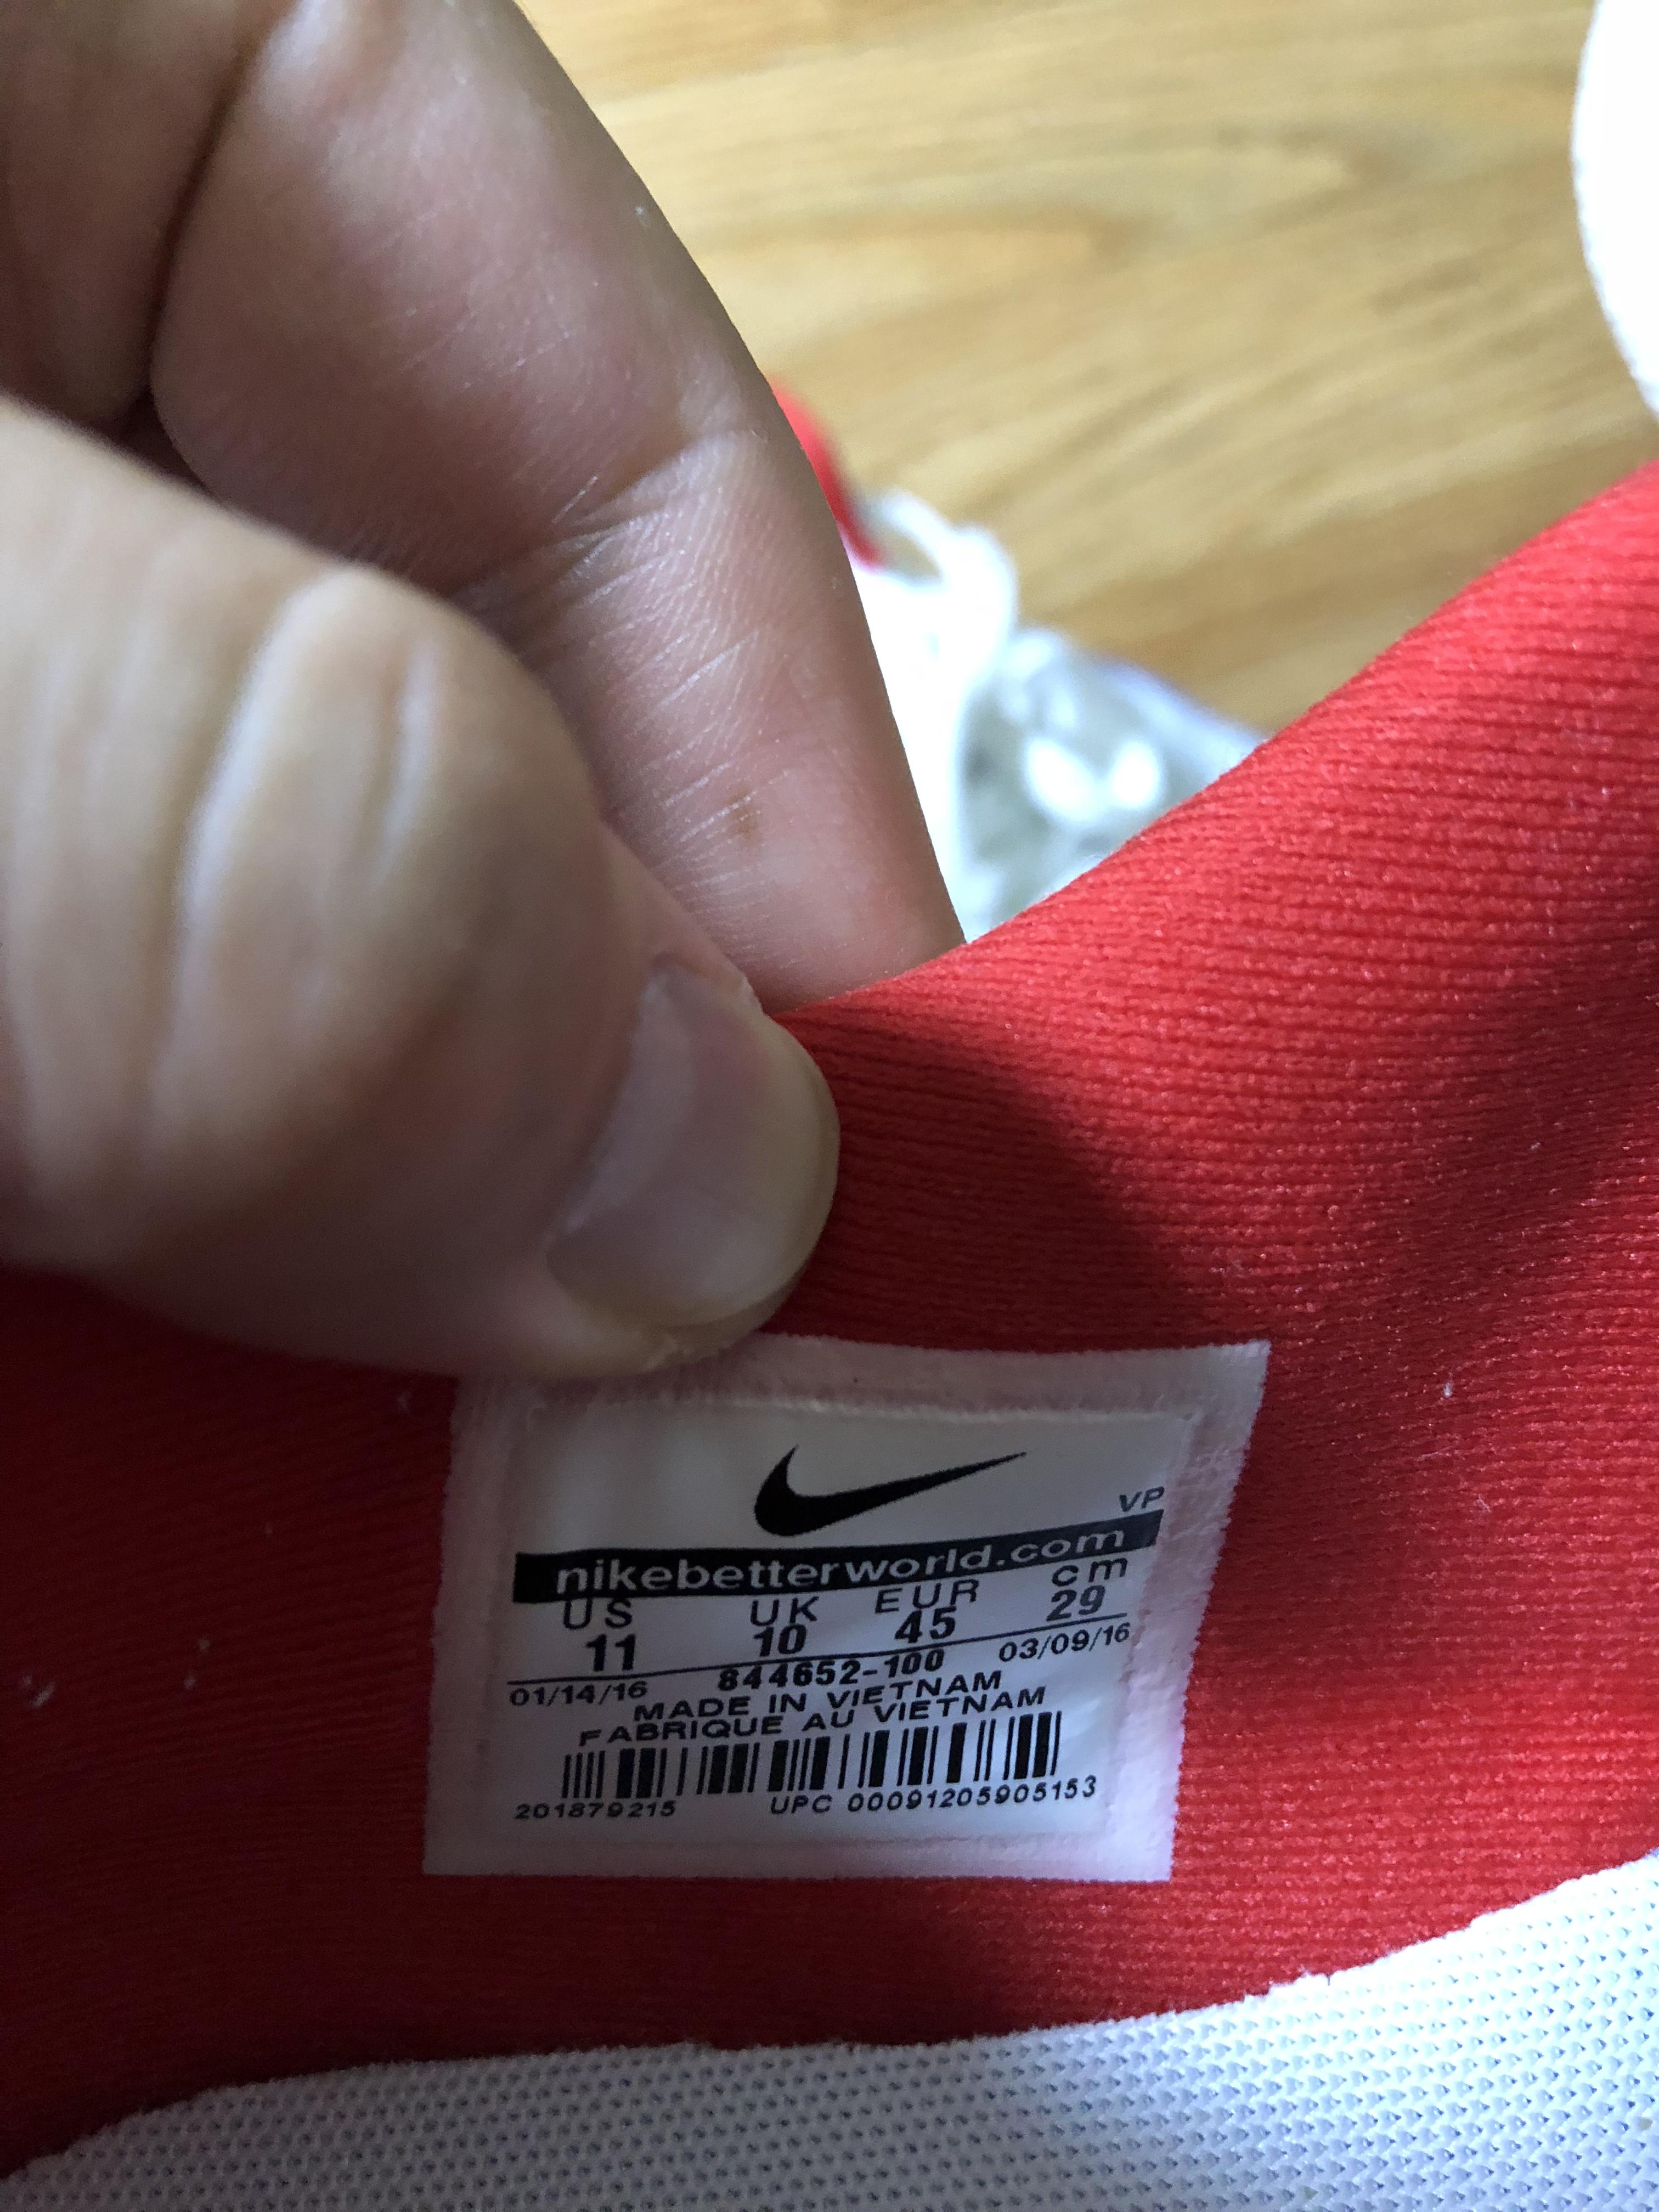 VP
nikebetterworld.com
US UK EUR cm
11 10 45 29
01/14/16 844652-100 03/09/16
MADE IN VIETNAM
FABRIQUE AU VIETNAM
201879215 UPC 00091205905153